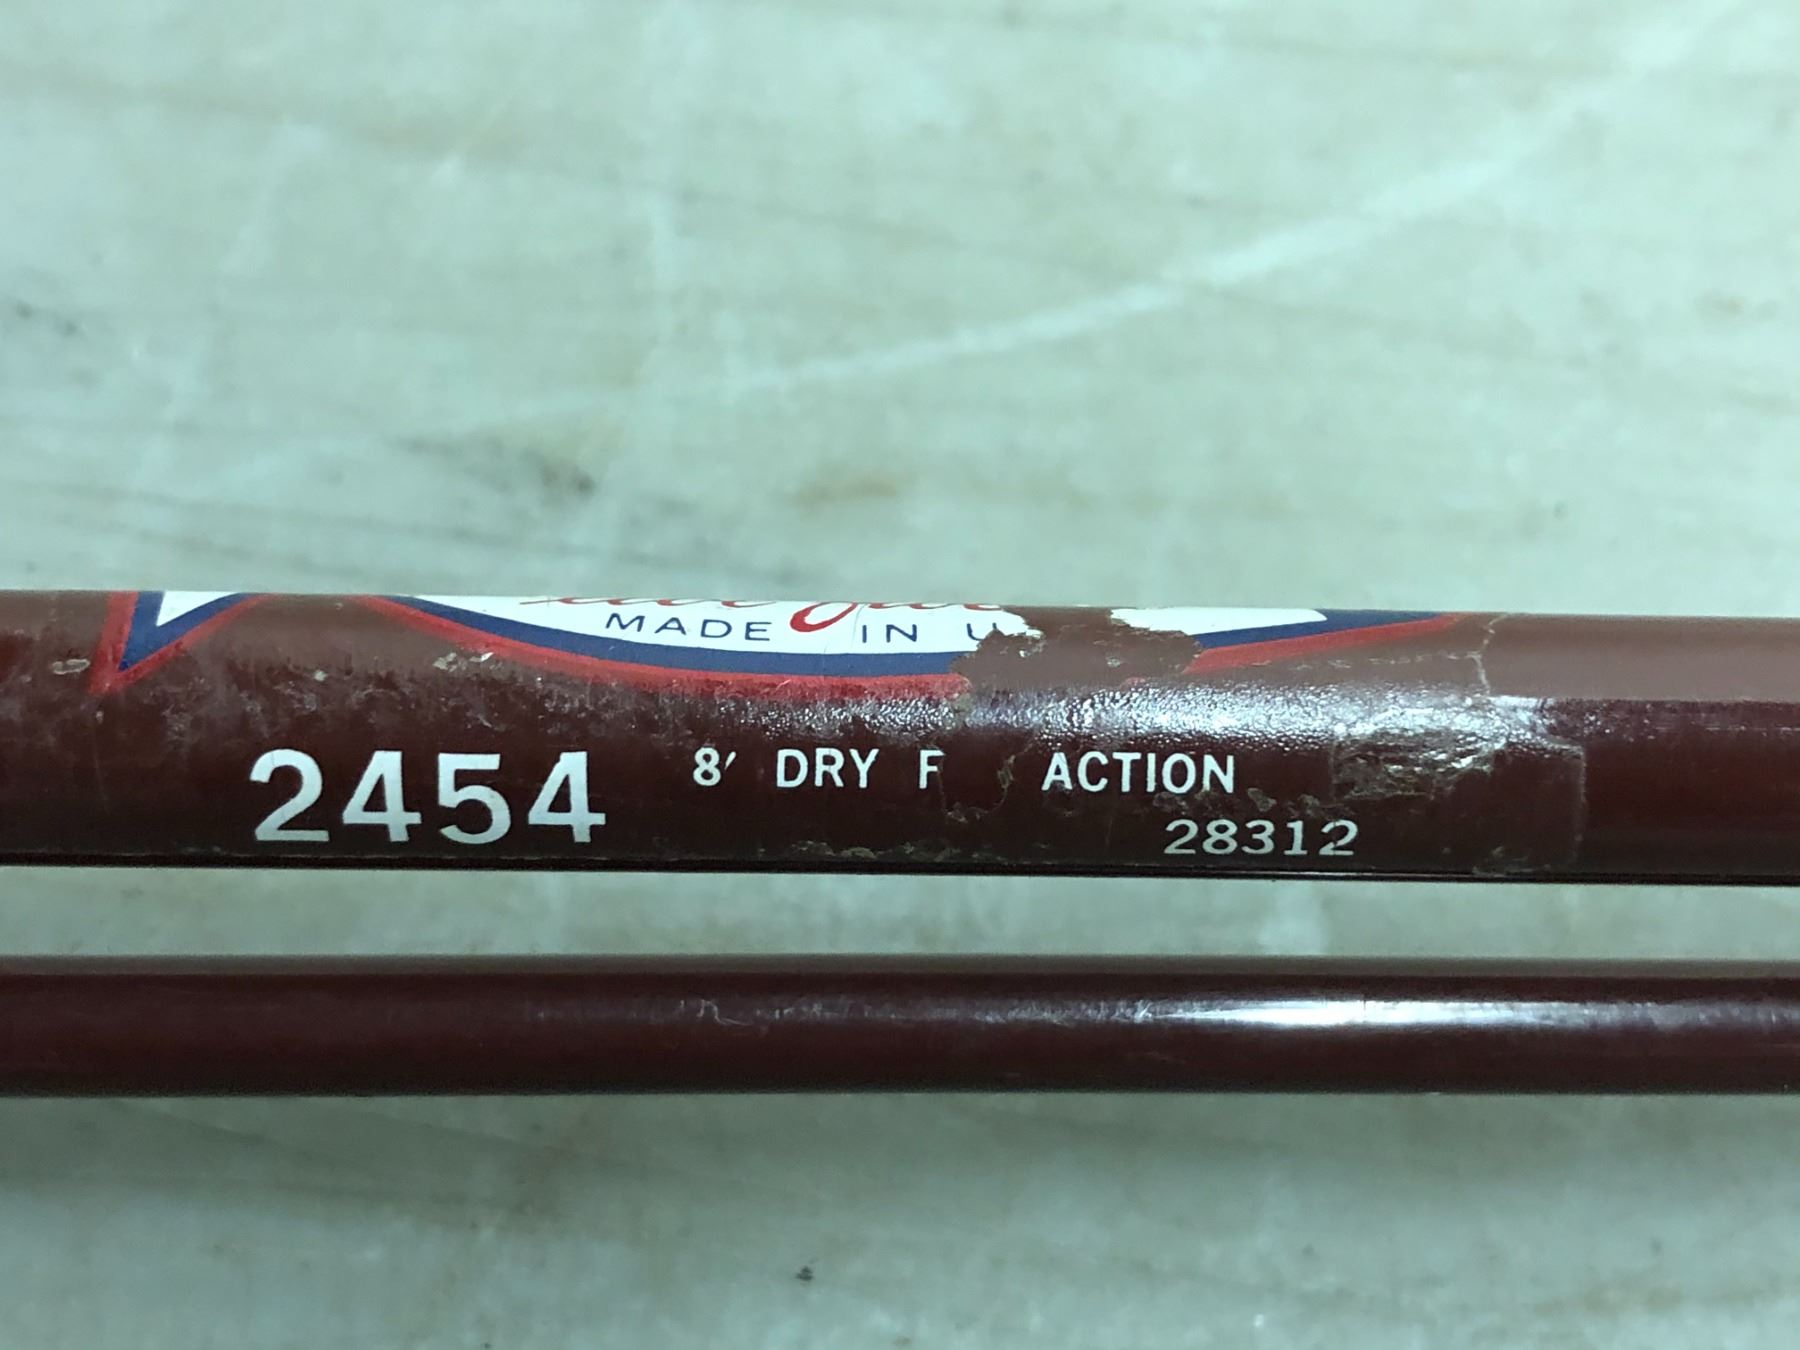 MADE IN U
2454 8' DRY F ACTION
28312